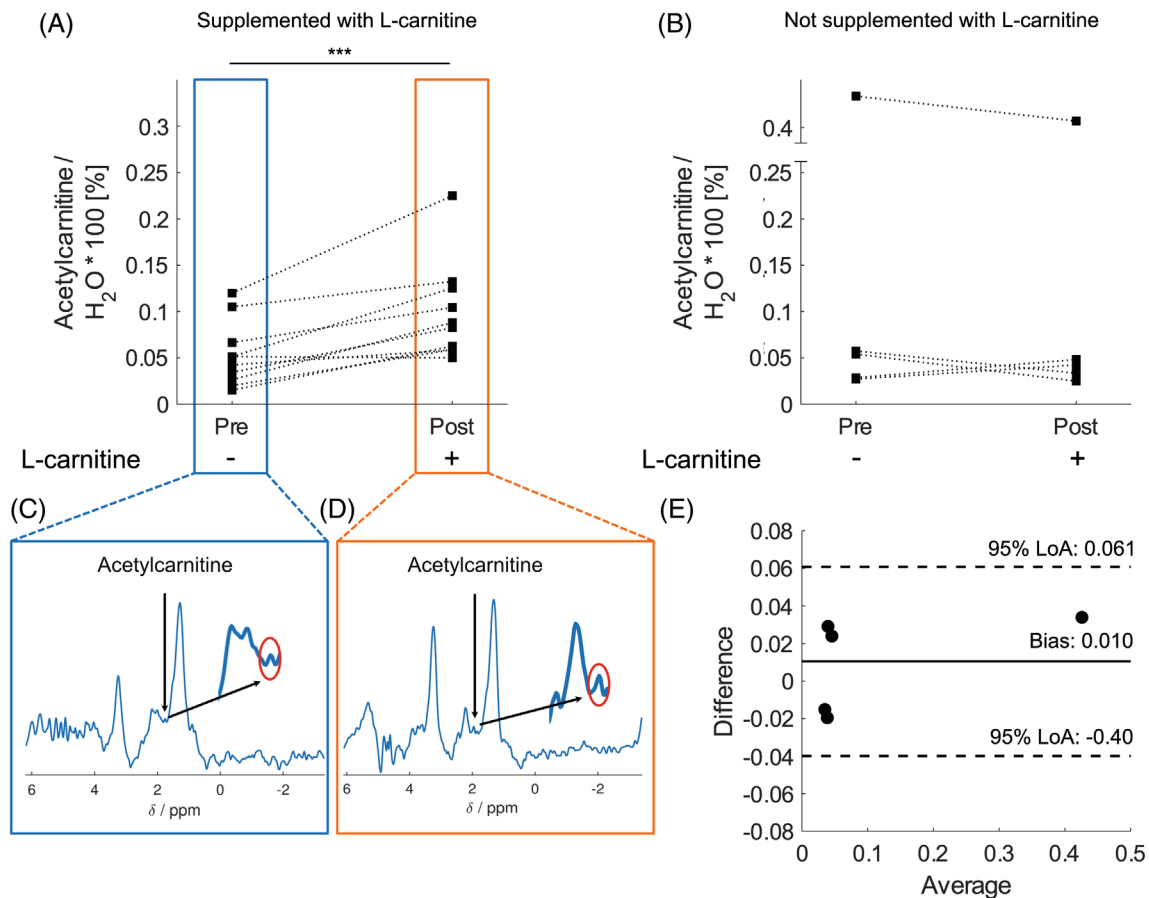 (A)
Supplemented with L-carnitine
***
Acetylcarnitine /
H2O * 100 [%]
0.3
0.25
0.2
0.15
0.1
0.05
0
Pre
Post
L-carnitine
-
+
(B)
Not supplemented with L-carnitine
Acetylcarnitine /
H2O * 100 [%]
0.4
0.25
0.2
0.15
0.1
0.05
0
Pre
Post
L-carnitine
-
+
(C)
Acetylcarnitine
6 4 2 0 -2
δ / ppm
(D)
Acetylcarnitine
6 4 2 0 -2
δ / ppm
(E)
Difference
0.08
0.06
0.04
0.02
0
-0.02
-0.04
-0.06
-0.08
95% LoA: 0.061
Bias: 0.010
95% LoA: -0.40
0 0.1 0.2 0.3 0.4 0.5
Average